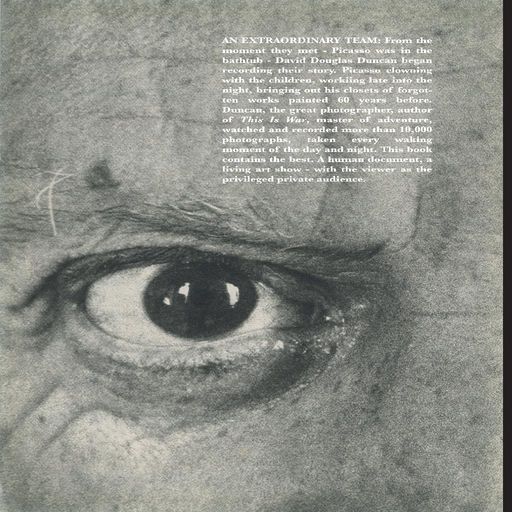 AN EXTRAORDINARY TEAM: From the
moment they met - Picasso was in the
bathtub - David Douglas Duncan began
recording their story. Picasso clowning
with the children, workiing late into the
night, bringing out his closets of forgot-
ten works painted 60 years before.
Duncan, the great photographer, author
of This Is War, master of adventure,
watched and recorded more than 10,000
photographs, taken every waking
moment of the day and night. This book
contains the best. A human document, a
living art show - with the viewer as the
privileged private audience.